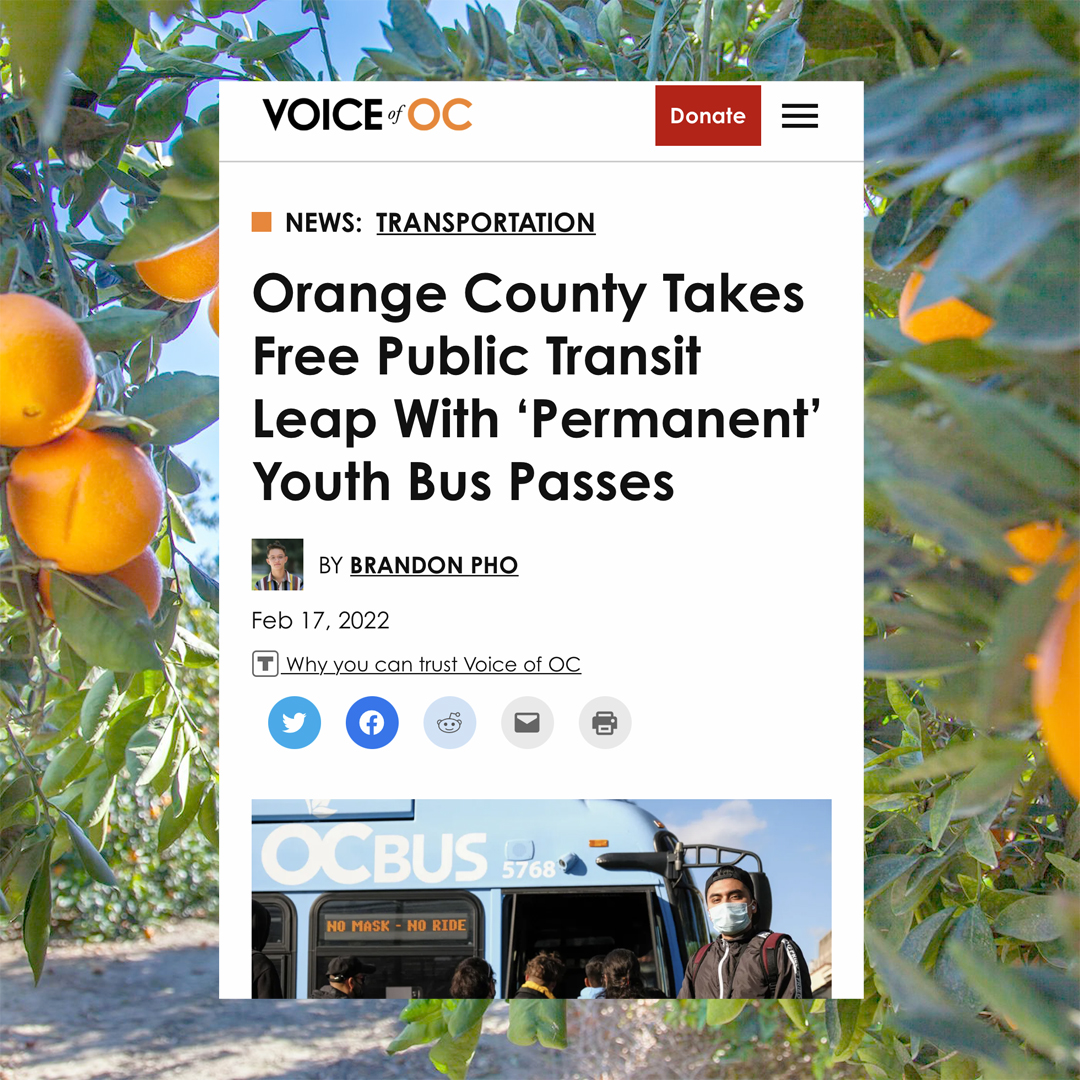 VOICE of OC
Donate
NEWS: TRANSPORTATION
Orange County Takes
Free Public Transit
Leap With ‘Permanent’
Youth Bus Passes
BY BRANDON PHO
Feb 17, 2022
T Why you can trust Voice of OC
OCBUS
5768
NO MASK - NO RIDE